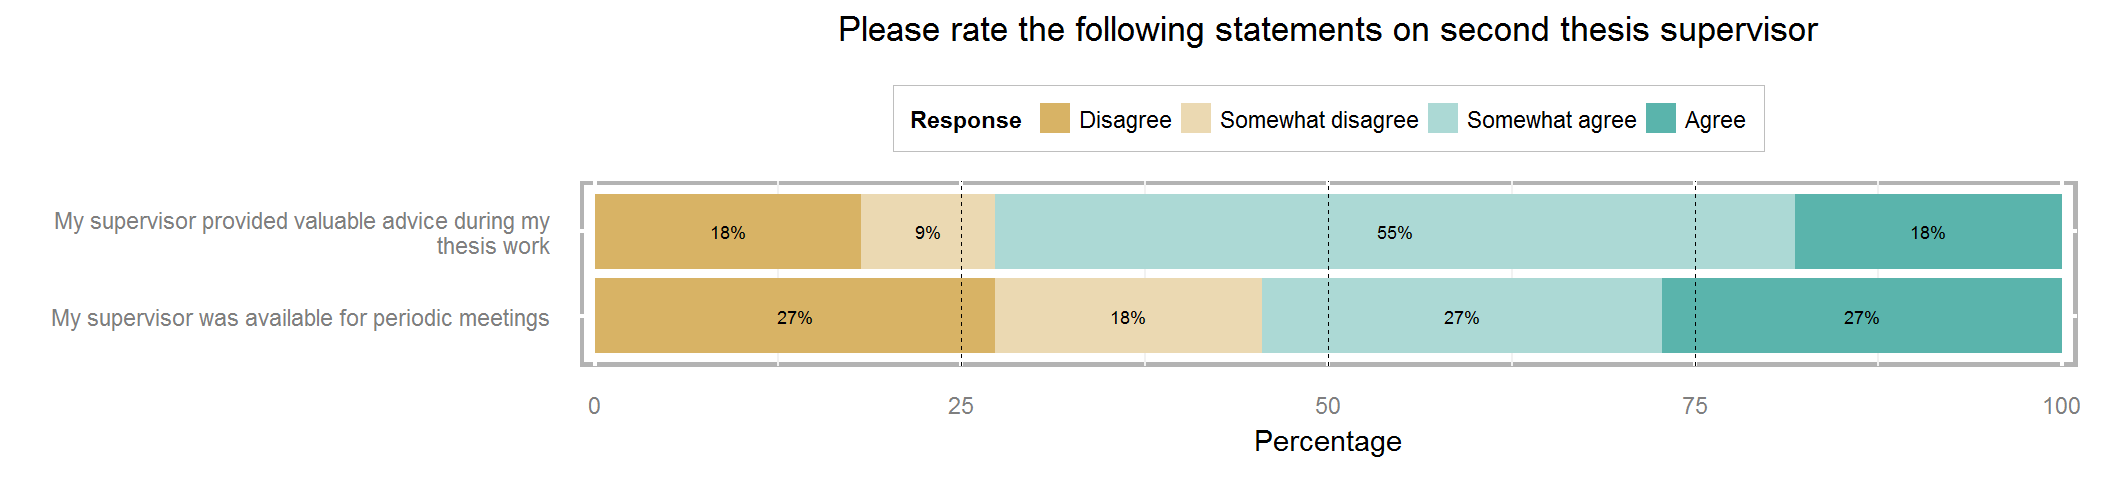 Please rate the following statements on second thesis supervisor
Response Disagree Somewhat disagree Somewhat agree Agree
My supervisor provided valuable advice during my
thesis work
18% 9% 55% 18%
My supervisor was available for periodic meetings
27% 18% 27% 27%
0 25 50 75 100
Percentage